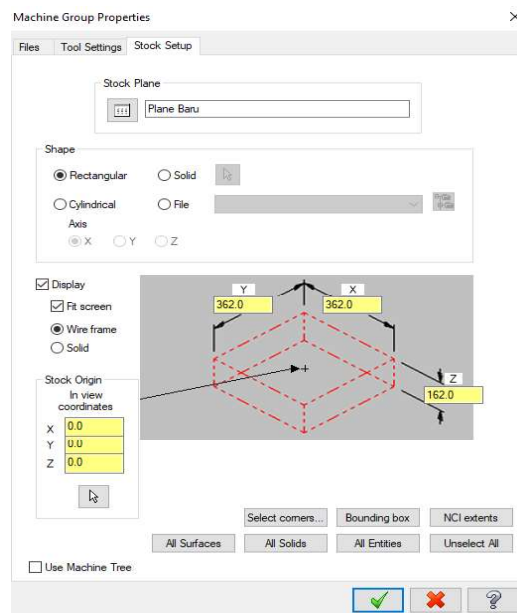 Machine Group Properties
Files Tool Settings Stock Setup
Stock Plane
Plane Baru
Shape
Rectangular Solid
Cylindrical File
Axis
X Y Z
Display
Fit screen
Wire frame
Solid
Y X
362.0 362.0
Z
162.0
Stock Origin
In view
coordinates
X 0.0
Y 0.0
Z 0.0
Select corners... Bounding box NCI extents
All Surfaces All Solids All Entities Unselect All
Use Machine Tree